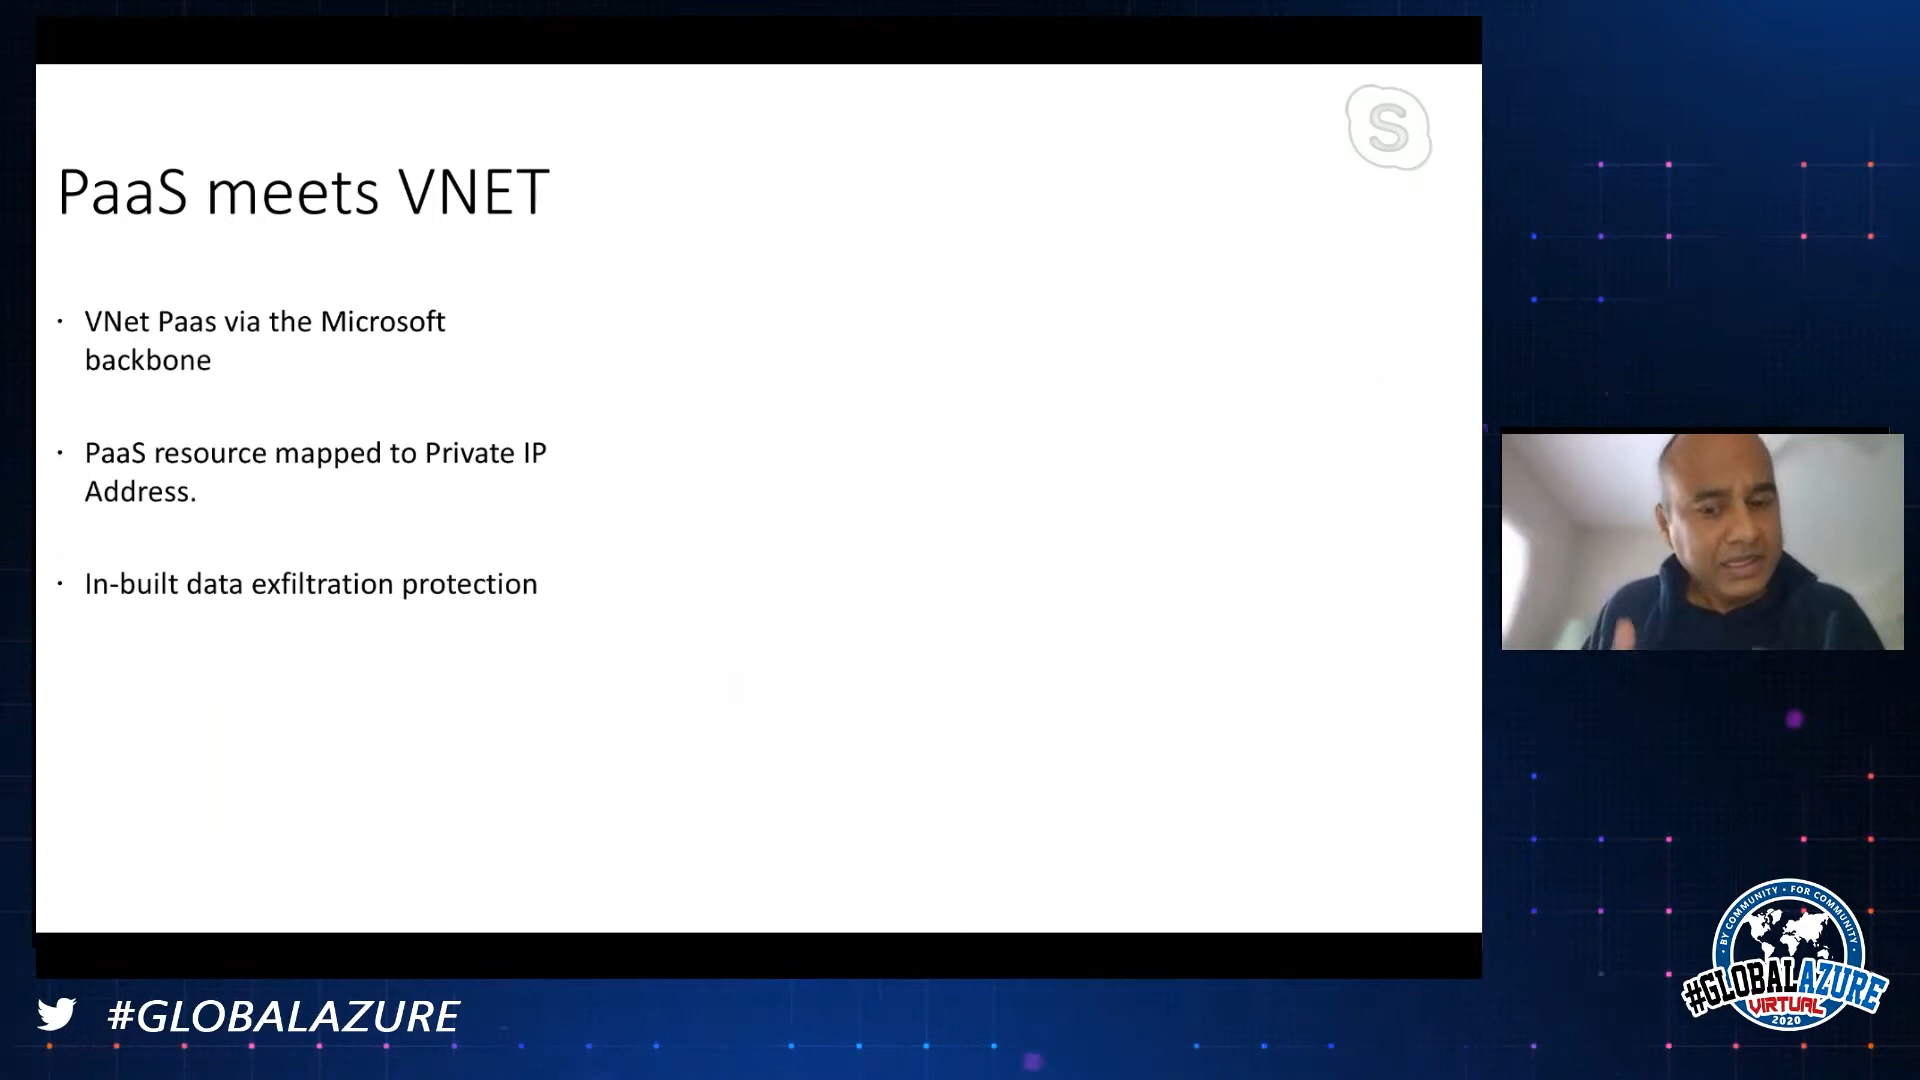 PaaS meets VNET
· VNet Paas via the Microsoft
backbone
· PaaS resource mapped to Private IP
Address.
· In-built data exfiltration protection
S
#GLOBALAZURE
BY COMMUNITY • FOR COMMUNITY
#GLOBALAZURE
VIRTUAL
2020